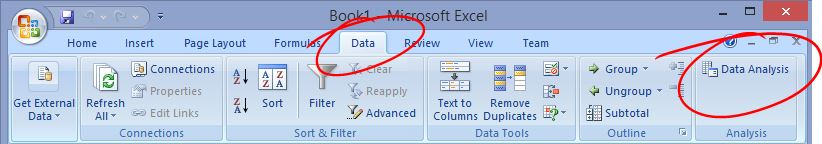 Book1 - Microsoft Excel
Home Insert Page Layout Formulas Data Review View Team
Get External Data
Refresh All
Connections
Properties
Edit Links
Connections
Sort
Filter
Clear
Reapply
Advanced
Sort & Filter
Text to Columns
Remove Duplicates
Data Tools
Group
Ungroup
Subtotal
Outline
Data Analysis
Analysis